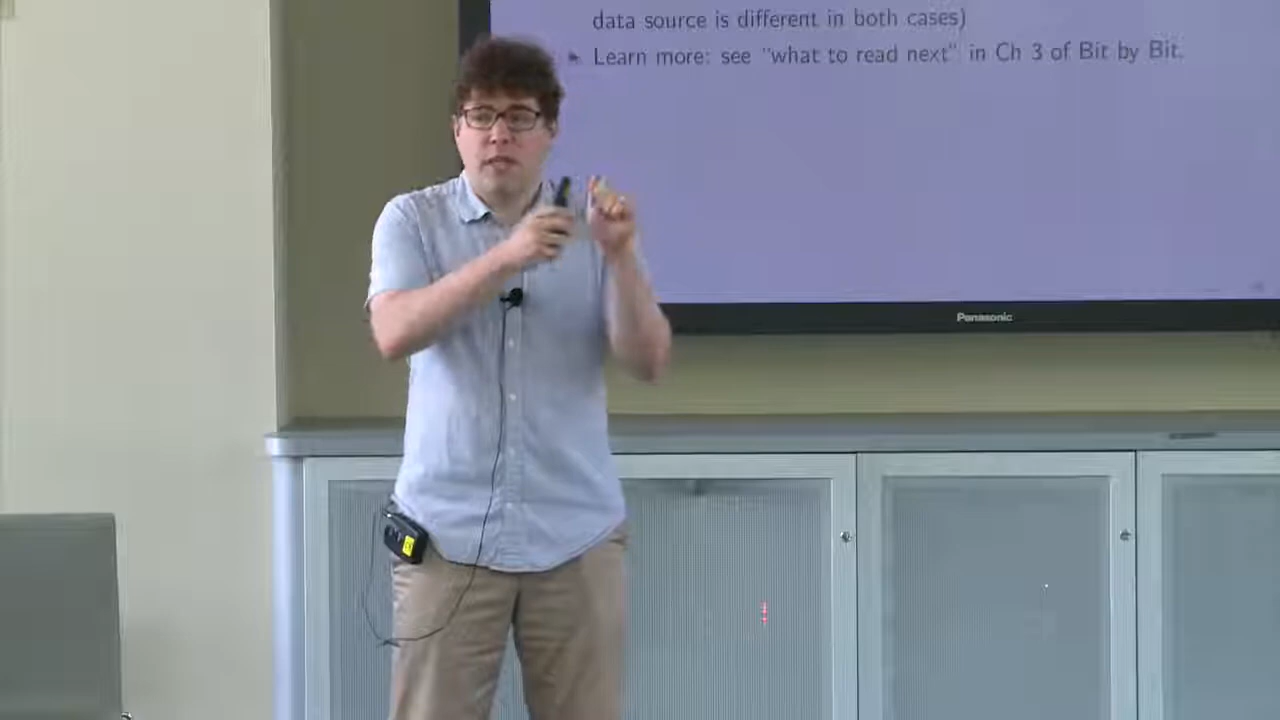 data source is different in both cases)
Learn more: see "what to read next" in Ch 3 of Bit by Bit.
Panasonic